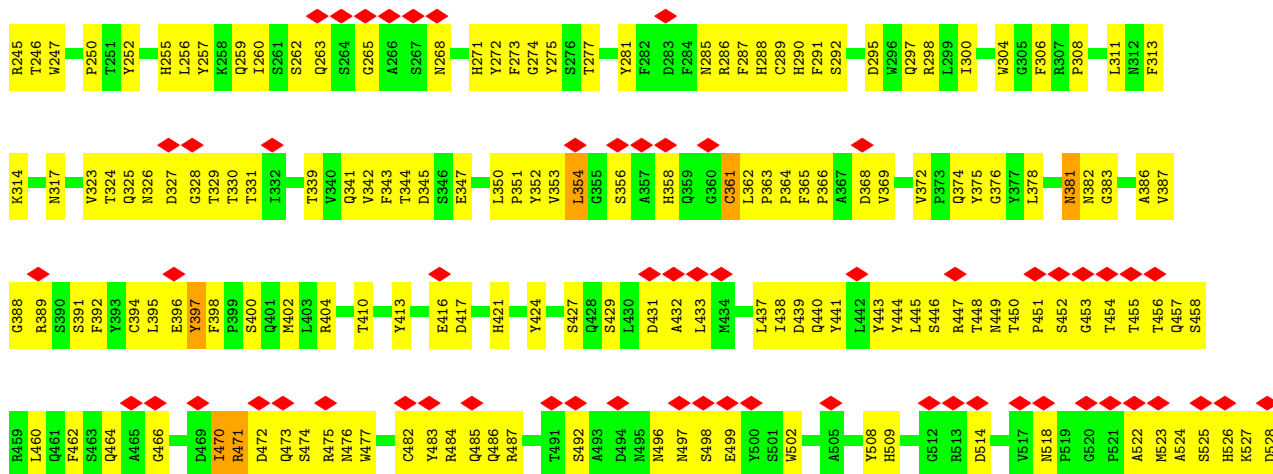 R245 T246 W247 P250 T251 Y252 H255 L256 Y257 K258 Q259 I260 S261 S262 Q263 S264 G265 A266 S267 N268 H271 Y272 F273 G274 Y275 S276 T277 Y281 F282 D283 F284 N285 R286 F287 H288 C289 H290 F291 S292 D295 W296 Q297 R298 L299 I300 W304 G305 F306 R307 P308 L311 N312 F313
K314 N317 V323 T324 Q325 N326 D327 G328 T329 T330 T331 I332 T339 V340 Q341 V342 F343 T344 D345 S346 E347 L350 P351 Y352 V353 L354 G355 S356 A357 H358 Q359 G360 C361 L362 P363 P364 F365 P366 A367 D368 V369 V372 P373 Q374 Y375 G376 Y377 L378 N381 N382 G383 A386 V387
G388 R389 S390 S391 F392 Y393 C394 L395 E396 Y397 F398 P399 S400 Q401 M402 L403 R404 T410 Y413 E416 D417 H421 Y424 S427 Q428 S429 L430 D431 A432 L433 M434 L437 I438 D439 Q440 Y441 L442 Y443 Y444 L445 S446 R447 T448 N449 T450 P451 S452 G453 T454 T455 T456 Q457 S458
R459 L460 Q461 F462 S463 Q464 A465 G466 D469 I470 R471 D472 Q473 S474 R475 N476 W477 C482 Y483 R484 Q485 Q486 R487 T491 S492 A493 D494 N495 N496 N497 S498 E499 Y500 S501 W502 A505 Y508 H509 G512 R513 D514 V517 N518 P519 G520 P521 A522 M523 A524 S525 H526 K527 D528